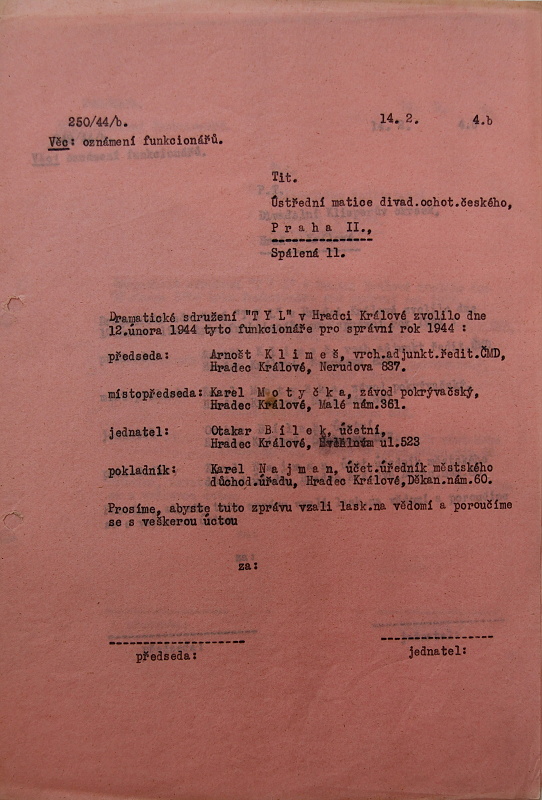 250/44/b. 14. 2. 4.b
Věc: oznámení funkcionářů.
Tit.
Ústřední matice divad.ochot.českého,
P r a h a II.,
Spálená 11.
Dramatické sdružení "T Y L" v Hradci Králové zvolilo dne
12.února 1944 tyto funkcionáře pro správní rok 1944 :
předseda: Arnošt K l i m e š, vrch.adjunkt.ředit.ČMD,
Hradec Králové, Nerudova 837.
místopředseda: Karel M o t y č k a, závod pokrývačský,
Hradec Králové, Malé nám.361.
jednatel: Otakar B í l e k, účetní,
Hradec Králové, ul.523
pokladník: Karel N a j m a n, účet.úředník městského
důchod.úřadu, Hradec Králové,Děkan.nám.60.
Prosíme, abyste tuto zprávu vzali lask.na vědomí a poroučíme
se s veškerou úctou
za:
předseda: jednatel: